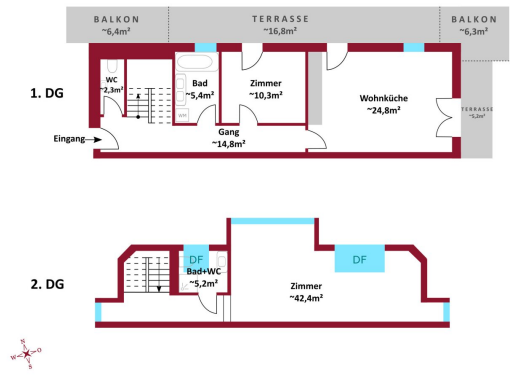 BALKON
~6,4m²
TERRASSE
~16,8m²
BALKON
~6,3m²
1. DG
WC
~2,3m²
Bad
~5,4m²
WM
Zimmer
~10,3m²
Wohnküche
~24,8m²
TERRASSE
~5,2m²
Eingang
Gang
~14,8m²
2. DG
DF
Bad+WC
~5,2m²
Zimmer
~42,4m²
DF
N
O
W
S